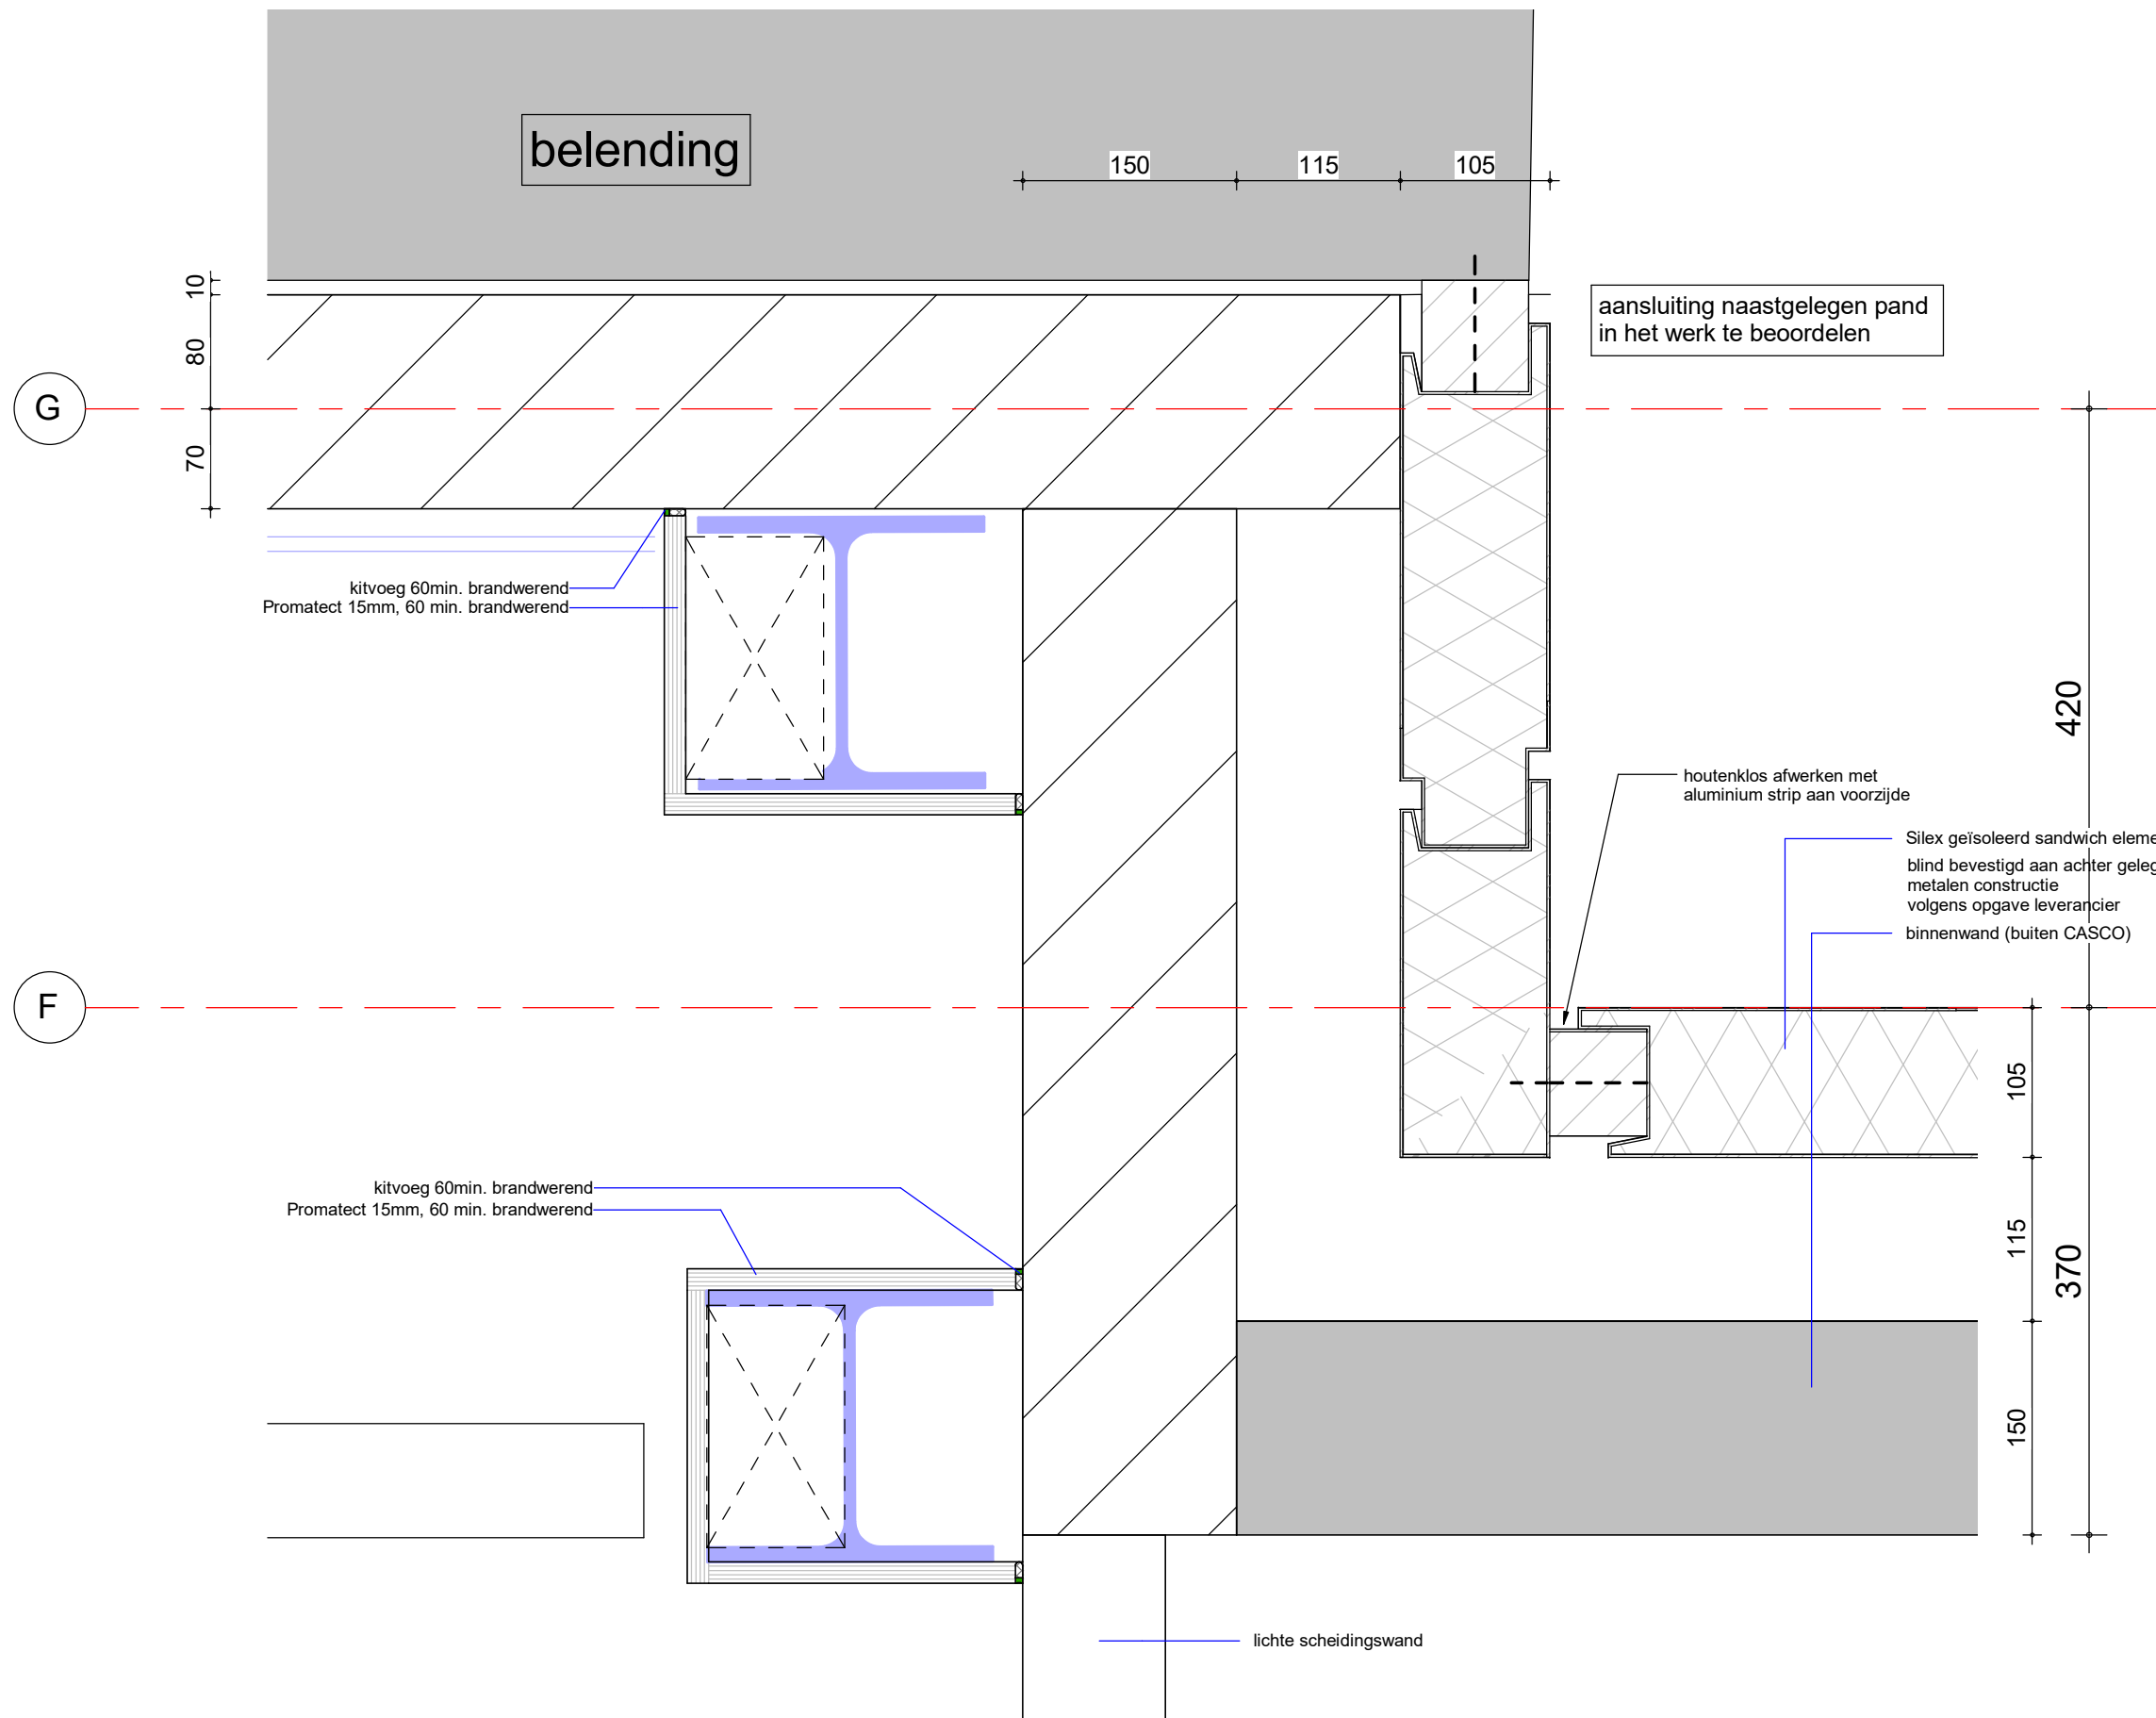 belending
150
115
105
10
80
70
aansluiting naastgelegen pand
in het werk te beoordelen
G
kitvoeg 60min. brandwerend
Promatect 15mm, 60 min. brandwerend
420
houtenklos afwerken met
aluminium strip aan voorzijde
Silex geïsoleerd sandwich eleme
blind bevestigd aan achter geleg
metalen constructie
volgens opgave leverancier
binnenwand (buiten CASCO)
F
105
115
150
370
kitvoeg 60min. brandwerend
Promatect 15mm, 60 min. brandwerend
lichte scheidingswand